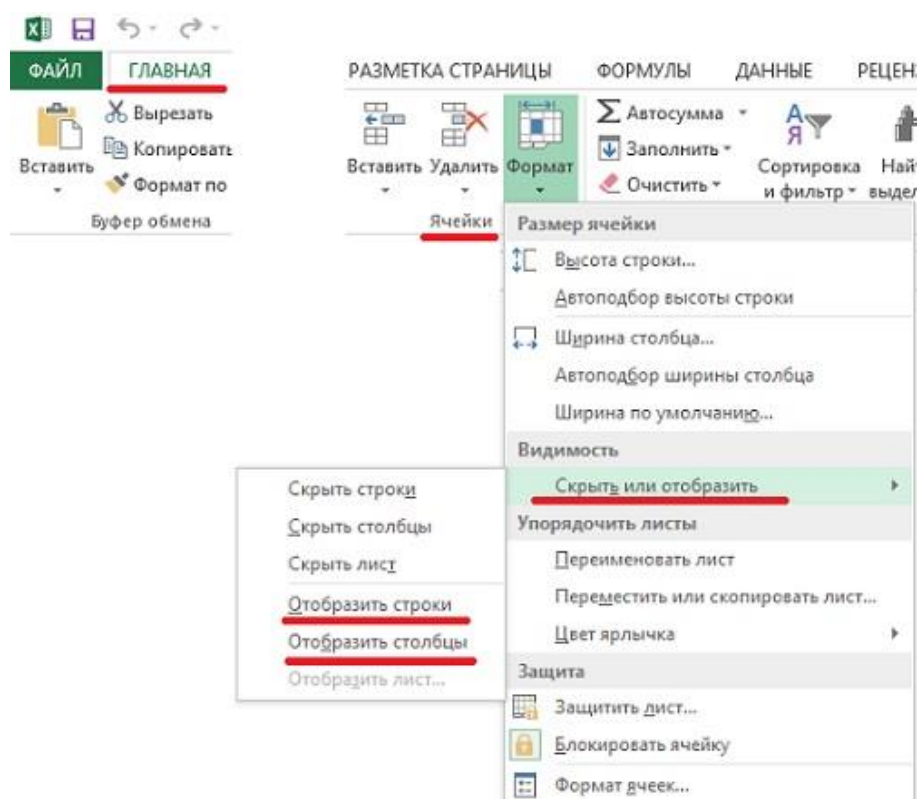 ФАЙЛ ГЛАВНАЯ РАЗМЕТКА СТРАНИЦЫ ФОРМУЛЫ ДАННЫЕ РЕЦЕН
Вставить
Вырезать
Копировать
Формат по
Буфер обмена
Вставить Удалить Формат
Ячейки
Автосумма
Заполнить
Очистить
Сортировка
и фильтр
Най
выдел
Размер ячейки
Высота строки...
Автоподбор высоты строки
Ширина столбца...
Автоподбор ширины столбца
Ширина по умолчанию...
Видимость
Скрыть или отобразить
Упорядочить листы
Переименовать лист
Переместить или скопировать лист...
Цвет ярлычка
Защита
Защитить лист...
Блокировать ячейку
Формат ячеек...
Скрыть строки
Скрыть столбцы
Скрыть лист
Отобразить строки
Отобразить столбцы
Отобразить лист...